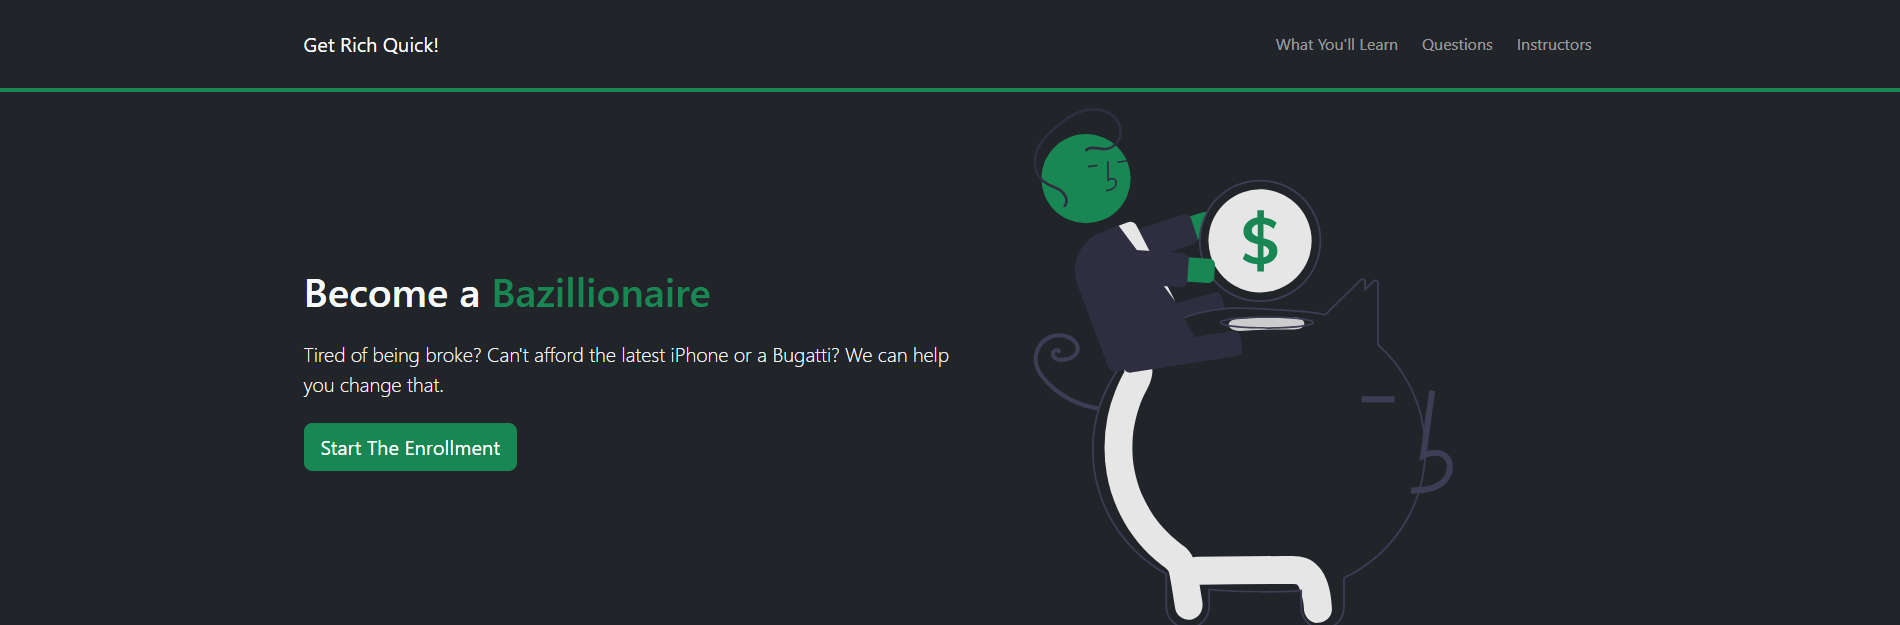 Get Rich Quick!
What You'll Learn
Questions
Instructors
Become a Bazillionaire
Tired of being broke? Can't afford the latest iPhone or a Bugatti? We can help
you change that.
Start The Enrollment
$